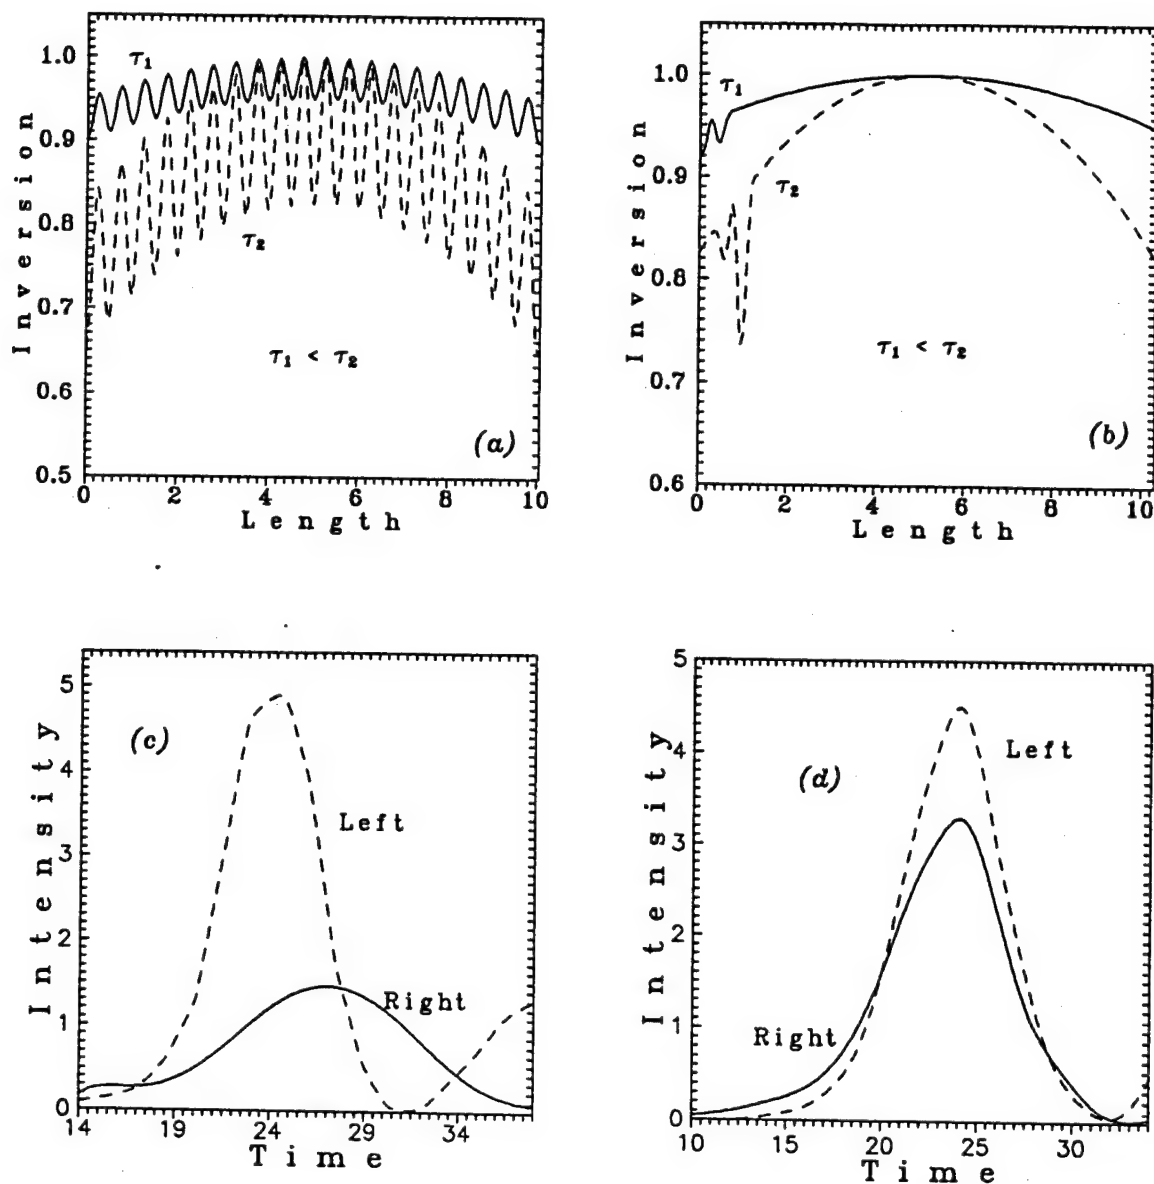 1.0
0.9
0.8
0.7
0.6
0.5
Inversion
τ₁
τ₂
τ₁ < τ₂
(a)
0 2 4 6 8 10
Length
1.0
0.9
0.8
0.7
0.6
Inversion
τ₁
τ₂
τ₁ < τ₂
(b)
0 2 4 6 8 10
Length
5
4
3
2
1
0
Intensity
(c)
Left
Right
14 19 24 29 34
Time
5
4
3
2
1
0
Intensity
(d)
Left
Right
10 15 20 25 30
Time